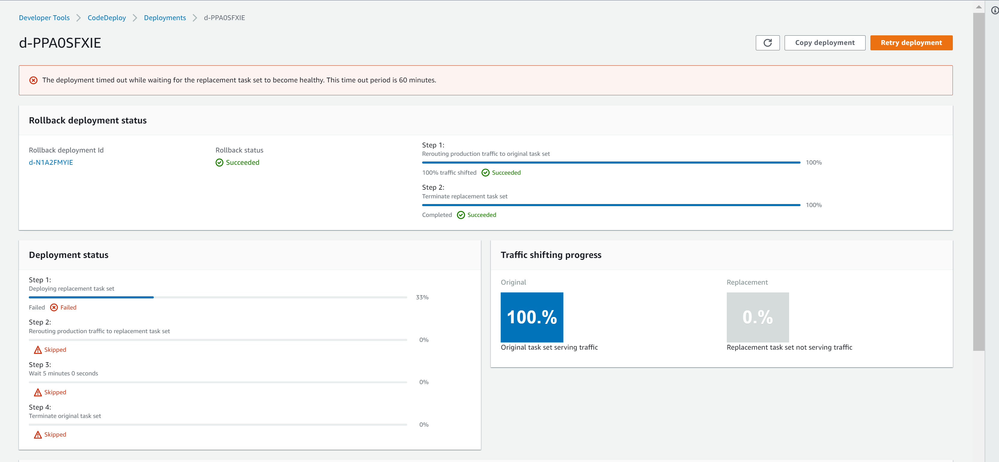 Developer Tools > CodeDeploy > Deployments > d-PPA0SFXIE
d-PPA0SFXIE
Copy deployment
Retry deployment
The deployment timed out while waiting for the replacement task set to become healthy. This time out period is 60 minutes.
Rollback deployment status
Rollback deployment Id
d-N1A2FMYIE
Rollback status
Succeeded
Step 1:
Rerouting production traffic to original task set
100%
100% traffic shifted Succeeded
Step 2:
Terminate replacement task set
100%
Completed Succeeded
Deployment status
Step 1:
Deploying replacement task set
33%
Failed Failed
Step 2:
Rerouting production traffic to replacement task set
0%
Skipped
Step 3:
Wait 5 minutes 0 seconds
0%
Skipped
Step 4:
Terminate original task set
0%
Skipped
Traffic shifting progress
Original
100.%
Original task set serving traffic
Replacement
0.%
Replacement task set not serving traffic